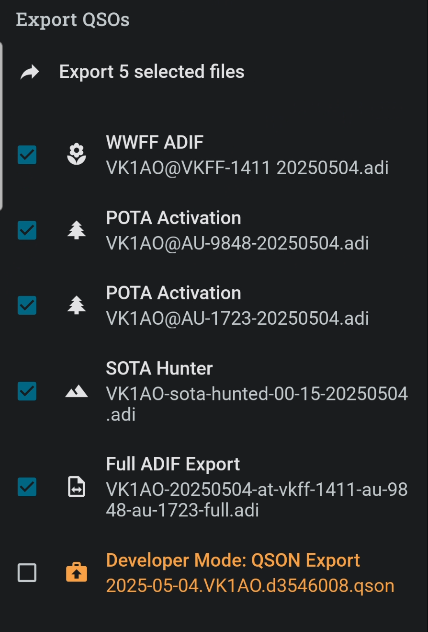 Export QSOs
Export 5 selected files
WWFF ADIF
VK1AO@VKFF-1411 20250504.adi
POTA Activation
VK1AO@AU-9848-20250504.adi
POTA Activation
VK1AO@AU-1723-20250504.adi
SOTA Hunter
VK1AO-sota-hunted-00-15-20250504
.adi
Full ADIF Export
VK1AO-20250504-at-vkff-1411-au-98
48-au-1723-full.adi
Developer Mode: QSON Export
2025-05-04.VK1AO.d3546008.qson